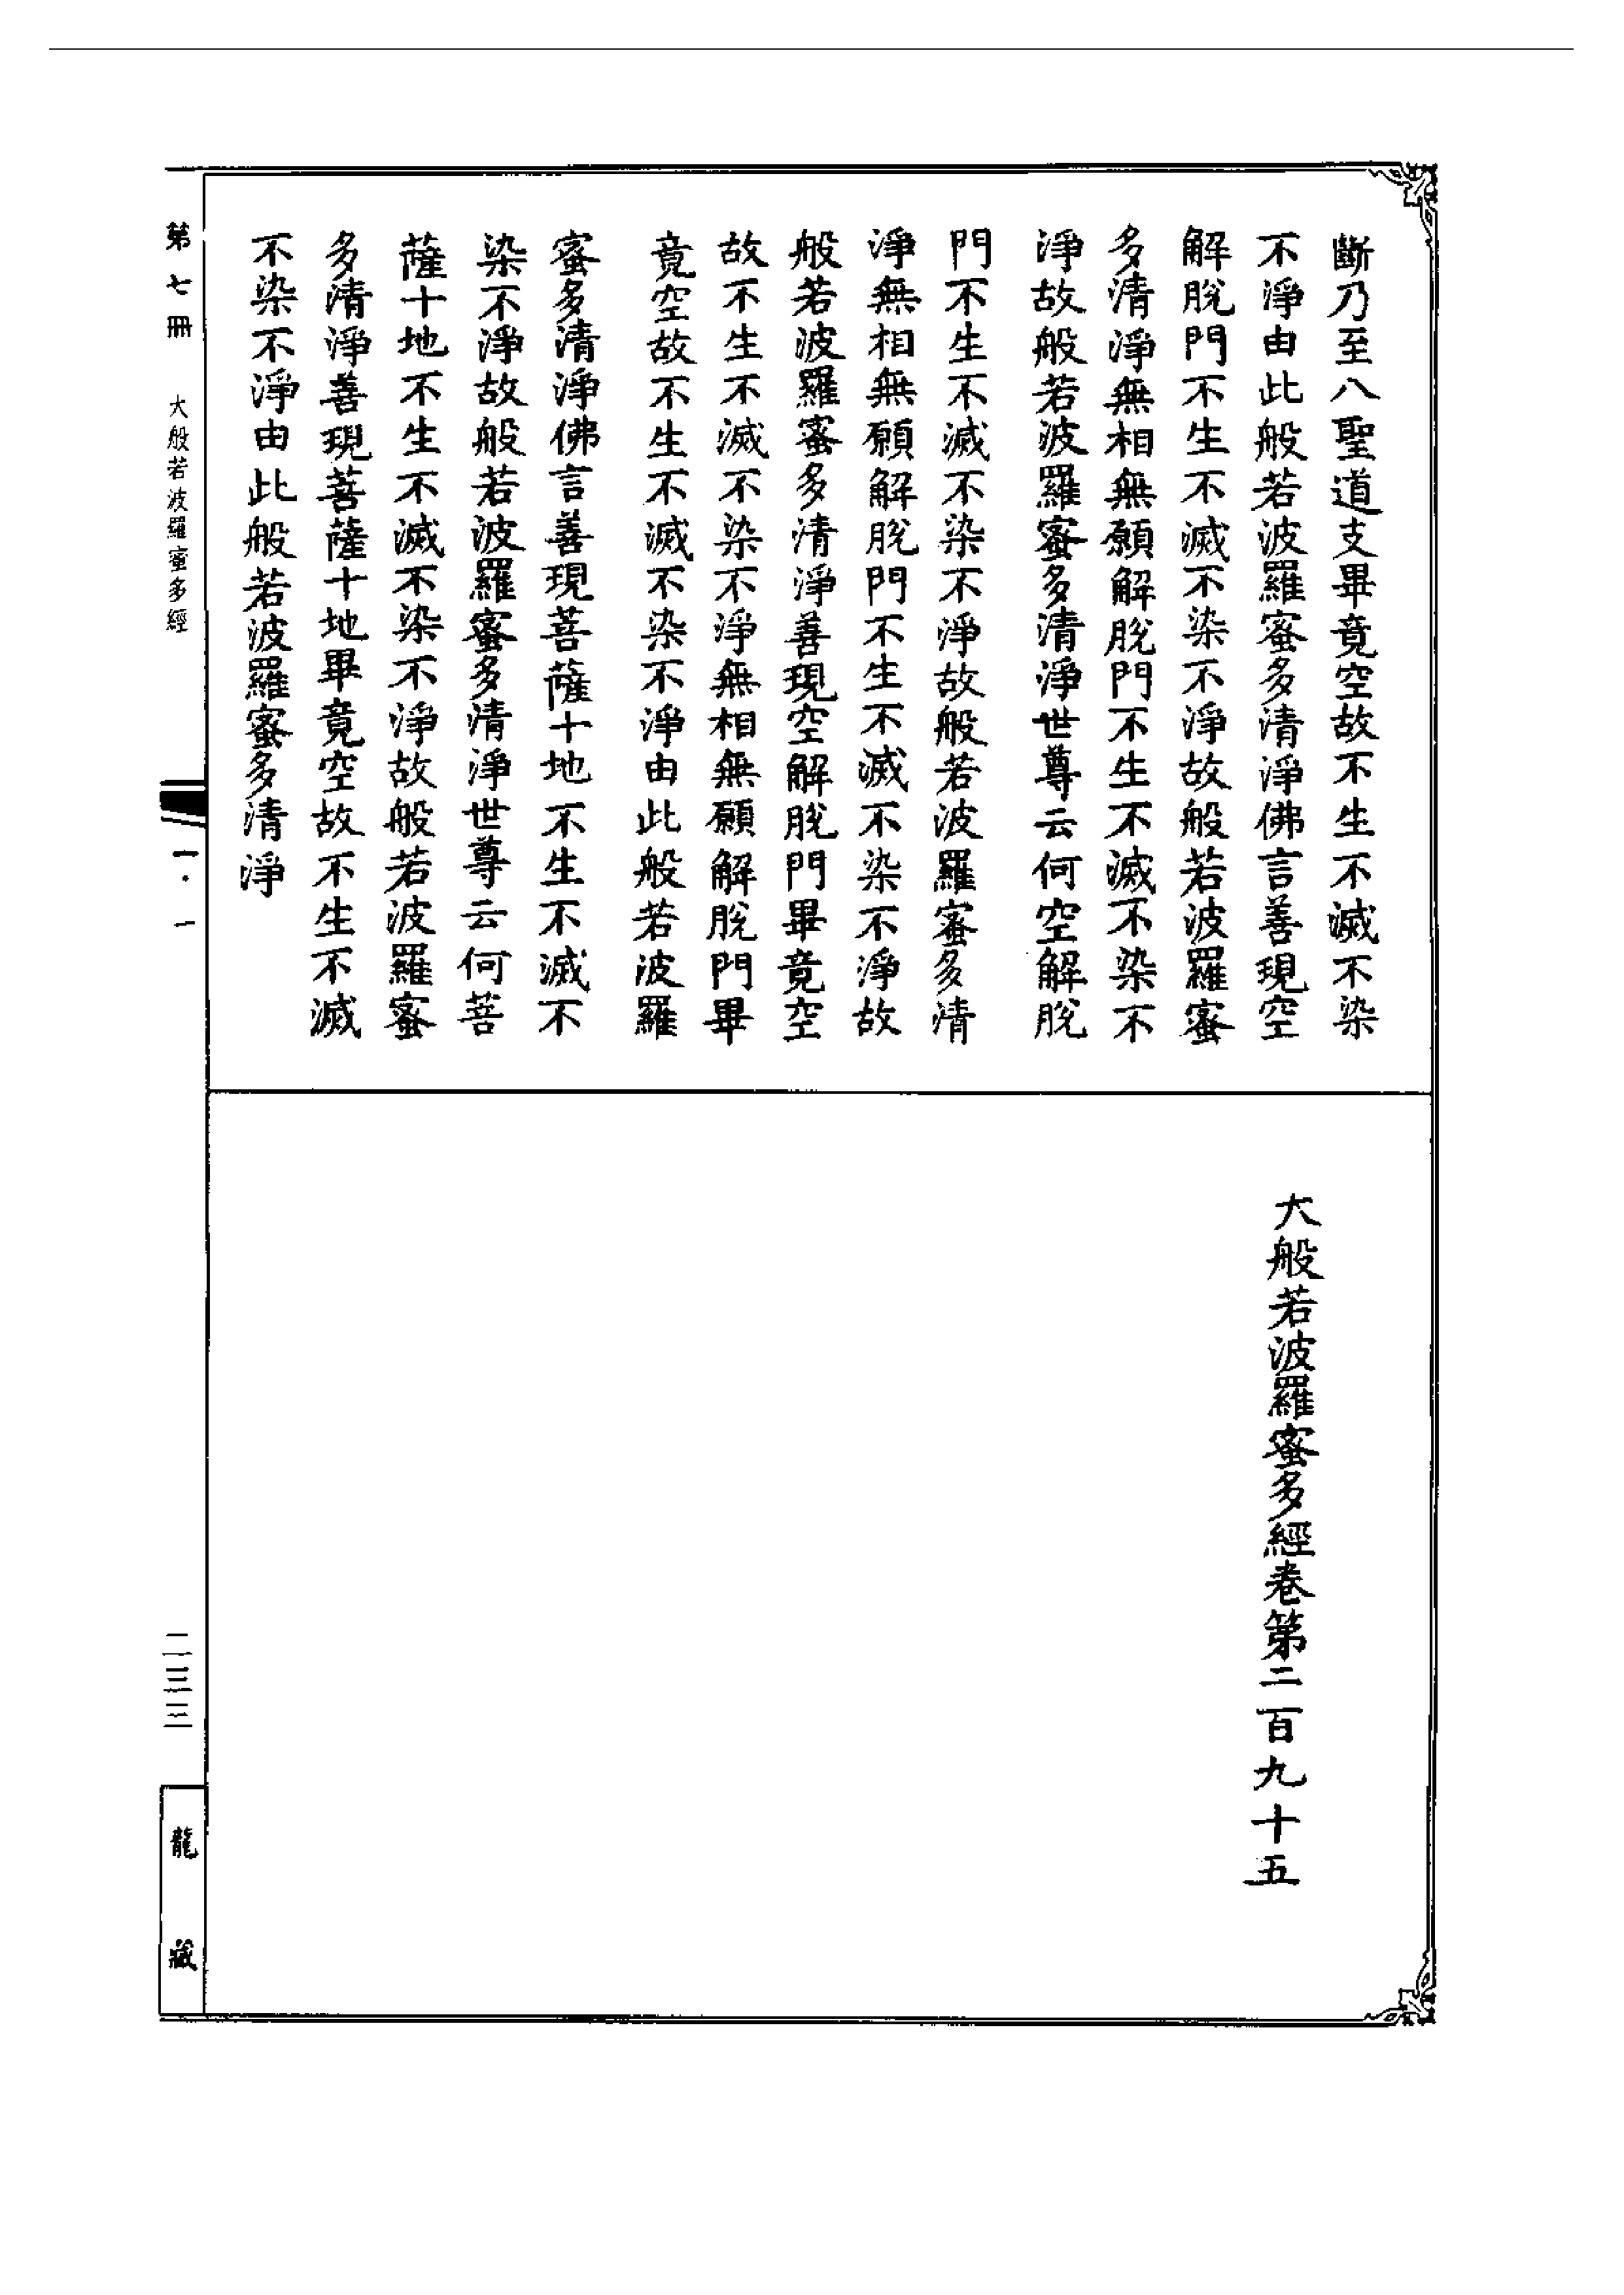 斷乃至八聖道支畢竟空故不生不滅不染
不淨由此般若波羅蜜多清淨佛言善現空
解脫門不生不滅不染不淨故般若波羅蜜
多清淨無相無願解脫門不生不滅不染不
淨故般若波羅蜜多清淨世尊云何空解脫
門不生不滅不染不淨故般若波羅蜜多清
淨無相無願解脫門不生不滅不染不淨故
般若波羅蜜多清淨善現空解脫門畢竟空
故不生不滅不染不淨無相無願解脫門畢
竟空故不生不滅不染不淨由此般若波羅
蜜多清淨佛言善現菩薩十地不生不滅不
染不淨故般若波羅蜜多清淨世尊云何菩
薩十地不生不滅不染不淨故般若波羅蜜
多清淨善現菩薩十地畢竟空故不生不滅
不染不淨由此般若波羅蜜多清淨
大般若波羅蜜多經卷第二百九十五
第七冊 大般若波羅蜜多經 一·一 二三三 龍藏